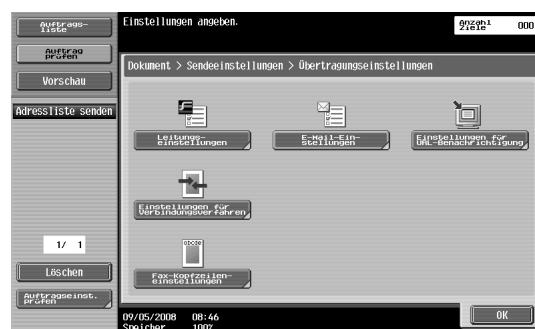 Auftrags-
liste
Auftrag
prüfen
Vorschau
Adressliste senden
1/ 1
Löschen
Auftragseinst.
prüfen
Einstellungen angeben.
Anzahl
Ziele
000
Dokument > Sendeeinstellungen > Übertragungseinstellungen
Leitungs-
einstellungen
E-Mail-Ein-
stellungen
Einstellungen für
URL-Benachrichtigung
Einstellungen für
Verbindungsverfahren
Fax-Kopfzeilen-
einstellungen
09/05/2008 08:46
Speicher 100%
OK